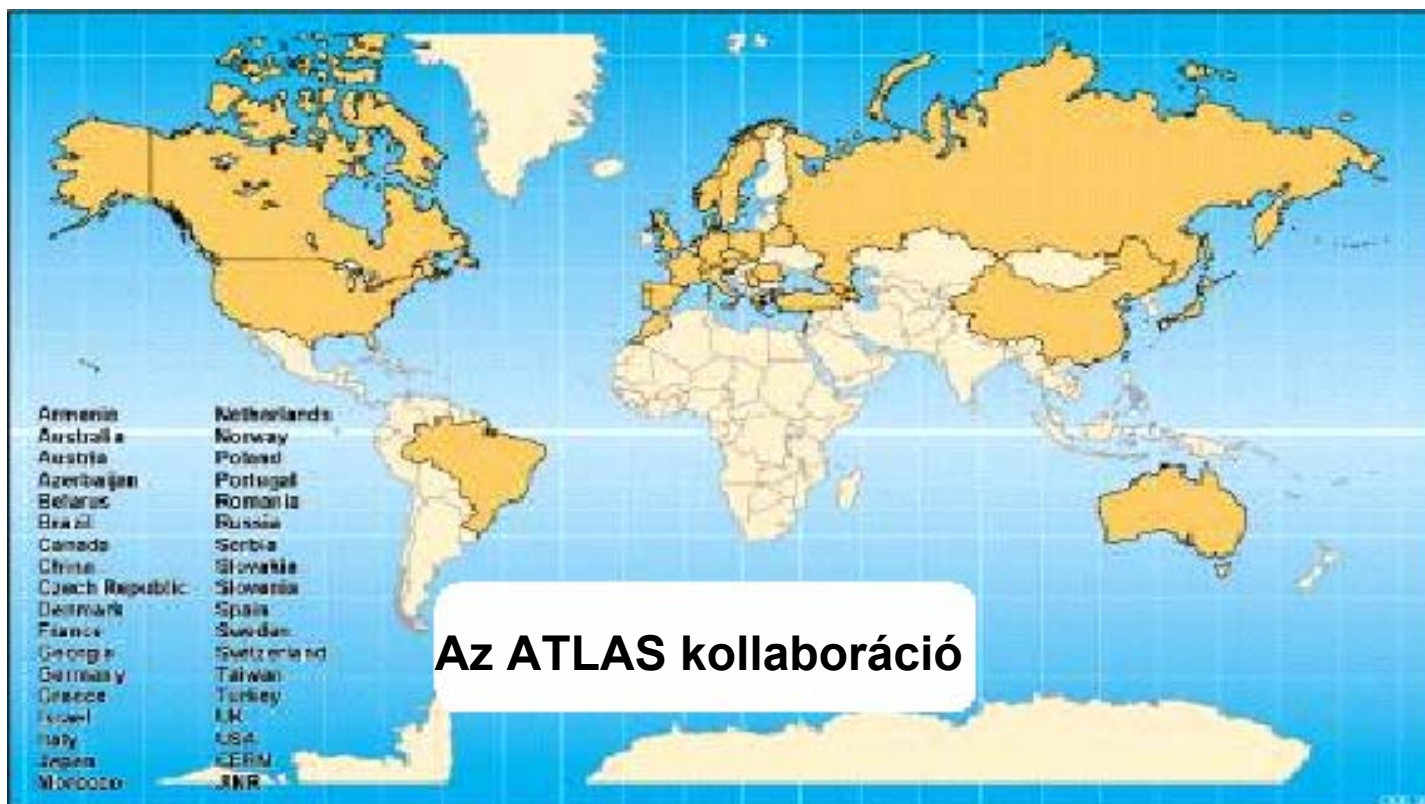 Armenia
Australia
Austria
Azerbaijan
Belarus
Brazil
Canada
China
Czech Republic
Denmark
France
Georgia
Germany
Greece
Israel
Italy
Japan
Morocco
Netherlands
Norway
Poland
Portugal
Romania
Russia
Serbia
Slovakia
Slovenia
Spain
Sweden
Switzerland
Taiwan
Turkey
UK
USA
CERN
JINR
Az ATLAS kollaboráció